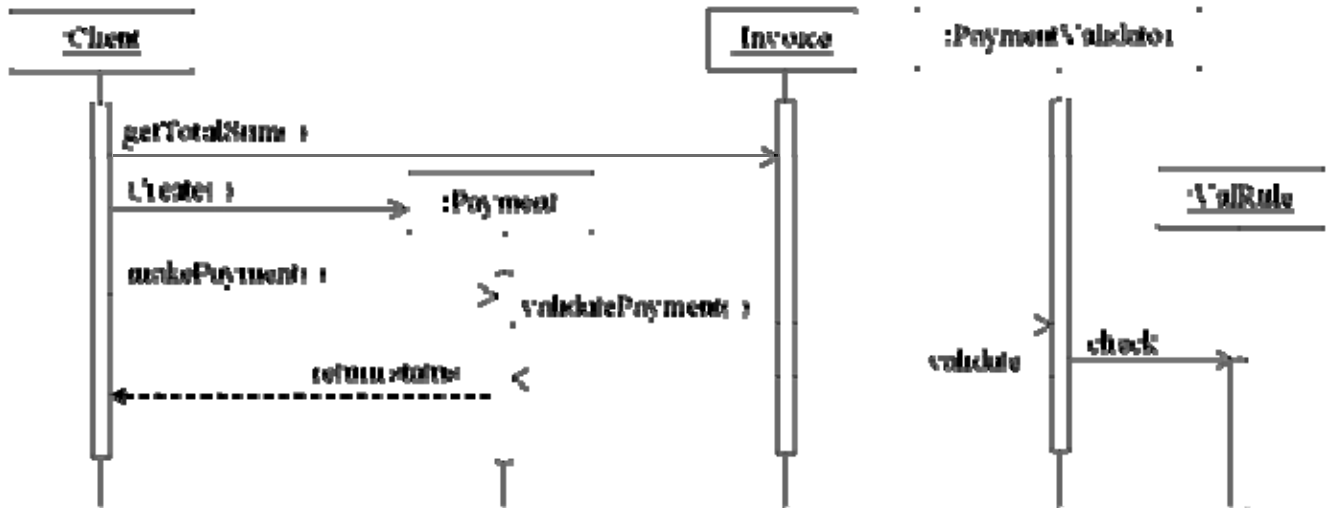 :Client
Invoice
:PaymentValidator
getTotalSum( )
Create( )
:Payment
:ValRule
makePayment( )
validatePayment( )
validate
check
return status